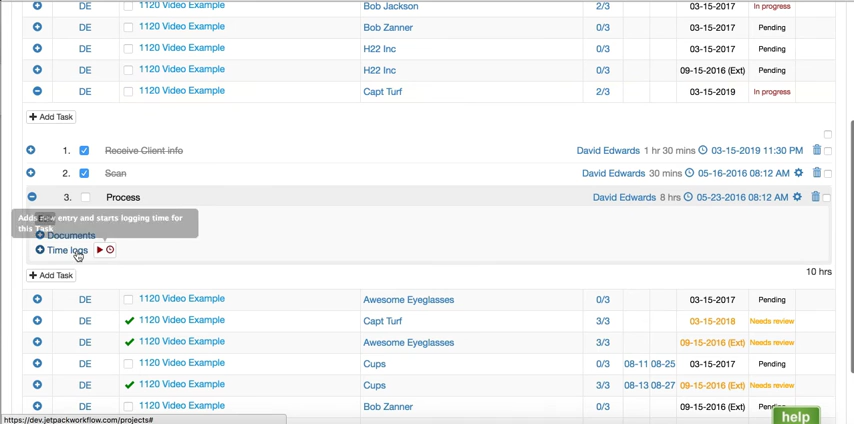 DE 1120 Video Example Bob Jackson 2/3 03-15-2017 In progress
DE 1120 Video Example Bob Zanner 0/3 03-15-2017 Pending
DE 1120 Video Example H22 Inc 0/3 03-15-2017 Pending
DE 1120 Video Example H22 Inc 0/3 09-15-2016 (Ext) Pending
DE 1120 Video Example Capt Turf 2/3 03-15-2019 In progress
+ Add Task
1. Receive Client info David Edwards 1 hr 30 mins 03-15-2019 11:30 PM
2. Scan David Edwards 30 mins 05-16-2016 08:12 AM
3. Process David Edwards 8 hrs 05-23-2016 08:12 AM
Adds new entry and starts logging time for
this Task
Documents
Time logs
+ Add Task 10 hrs
DE 1120 Video Example Awesome Eyeglasses 0/3 03-15-2017 Pending
DE 1120 Video Example Capt Turf 3/3 03-15-2018 Needs review
DE 1120 Video Example Awesome Eyeglasses 3/3 09-15-2016 (Ext) Needs review
DE 1120 Video Example Cups 0/3 08-11 08-25 03-15-2017 Pending
DE 1120 Video Example Cups 3/3 08-13 08-27 09-15-2016 (Ext) Needs review
DE 1120 Video Example Bob Zanner 0/3 09-15-2016 (Ext) Pending
https://dev.jetpackworkflow.com/projects#
help